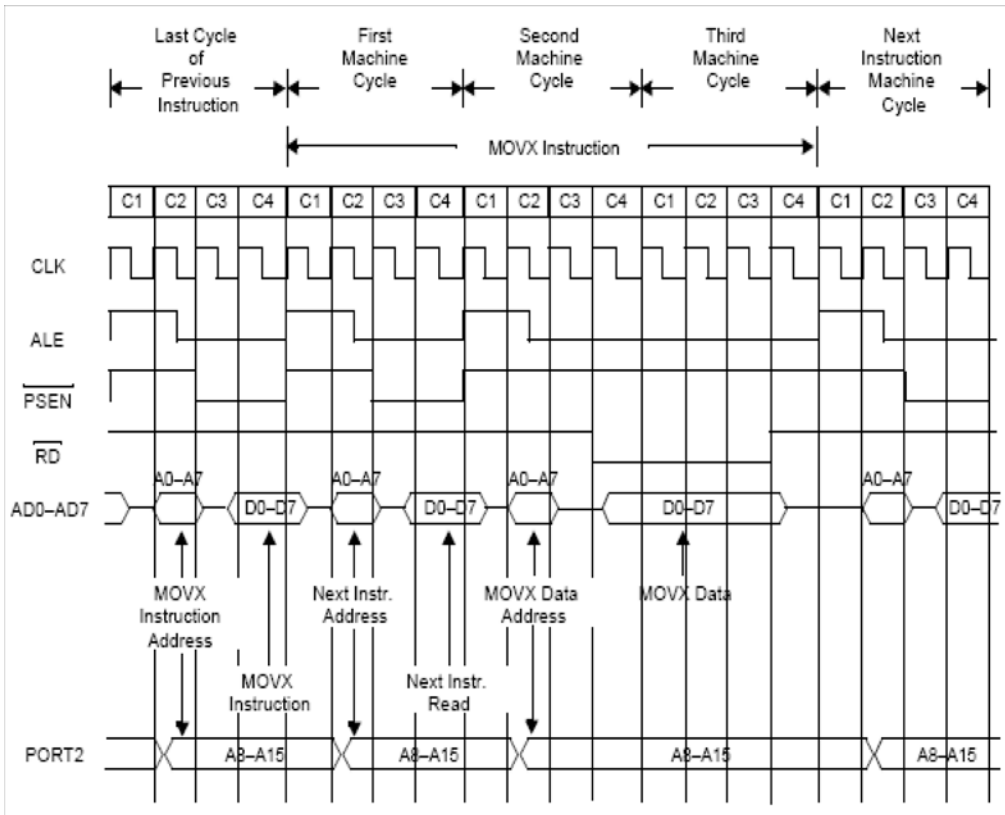 Last Cycle
of
Previous
Instruction
First
Machine
Cycle
Second
Machine
Cycle
Third
Machine
Cycle
Next
Instruction
Machine
Cycle
MOVX Instruction
C1 C2 C3 C4 C1 C2 C3 C4 C1 C2 C3 C4 C1 C2 C3 C4 C1 C2 C3 C4
CLK
ALE
PSEN
RD
A0–A7 A0–A7 A0–A7 A0–A7
AD0–AD7 D0–D7 D0–D7 D0–D7 D0–D7
MOVX
Instruction
Address
Next Instr.
Address
MOVX Data
Address
MOVX Data
MOVX
Instruction
Next Instr.
Read
PORT2 A8–A15 A8–A15 A8–A15 A8–A15